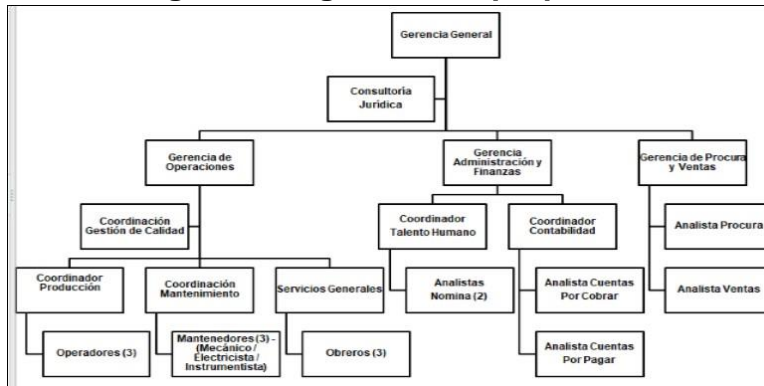 Gerencia General
Consultoría
Jurídica
Gerencia de
Operaciones
Gerencia
Administración y
Finanzas
Gerencia de Procura
y Ventas
Coordinación
Gestión de Calidad
Coordinador
Talento Humano
Coordinador
Contabilidad
Analista Procura
Coordinador
Producción
Coordinación
Mantenimiento
Servicios Generales
Analistas
Nomina (2)
Analista Cuentas
Por Cobrar
Analista Ventas
Operadores (3)
Mantenedores (3) -
(Mecánico /
Electricista /
Instrumentista)
Obreros (3)
Analista Cuentas
Por Pagar